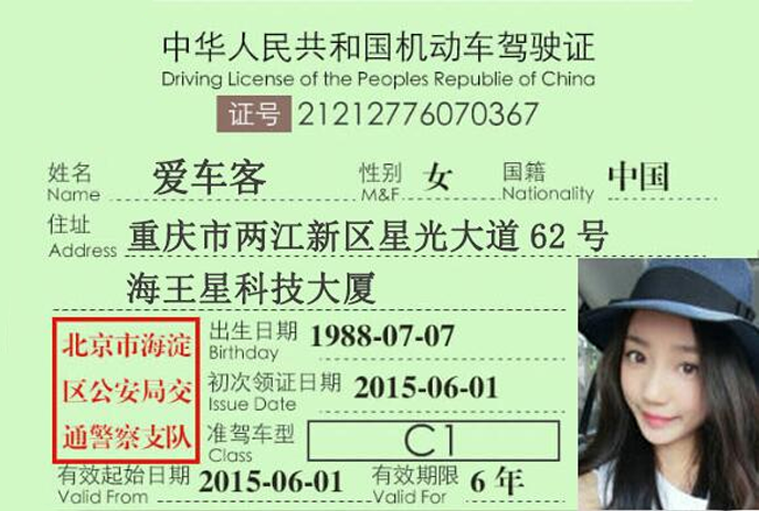 中华人民共和国机动车驾驶证
Driving License of the Peoples Republie of China
证号 21212776070367
姓名 爱车客 性别 女 国籍 中国
Name M&F Nationality
住址 重庆市两江新区星光大道 62 号
Address
海王星科技大厦
北京市海淀
区公安局交
通警察支队
出生日期 1988-07-07
Birthday
初次领证日期 2015-06-01
Issue Date
准驾车型 C1
Class
有效起始日期 2015-06-01 有效期限 6 年
Valid From Valid For